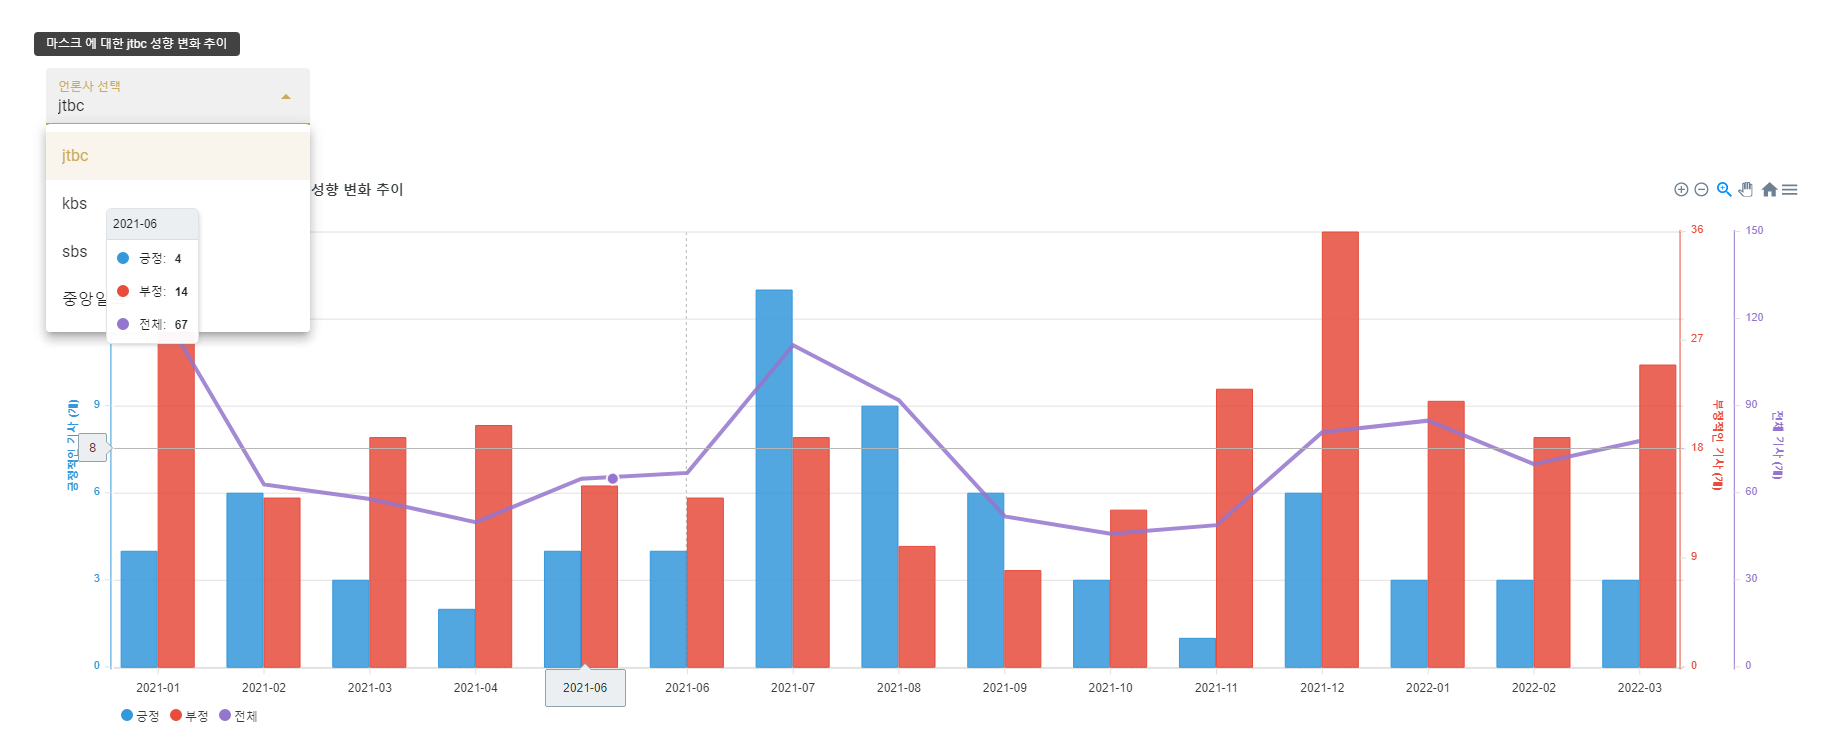 마스크 에 대한 jtbc 성향 변화 추이
언론사 선택
jtbc
jtbc
kbs
sbs
중앙일
성향 변화 추이
2021-06
긍정: 4
부정: 14
전체: 67
긍정적인 기사 (개)
9
6
3
0
8
36
27
18
9
0
부정적인 기사 (개)
150
120
90
60
30
0
전체 기사 (개)
2021-01
2021-02
2021-03
2021-04
2021-06
2021-06
2021-07
2021-08
2021-09
2021-10
2021-11
2021-12
2022-01
2022-02
2022-03
긍정 부정 전체